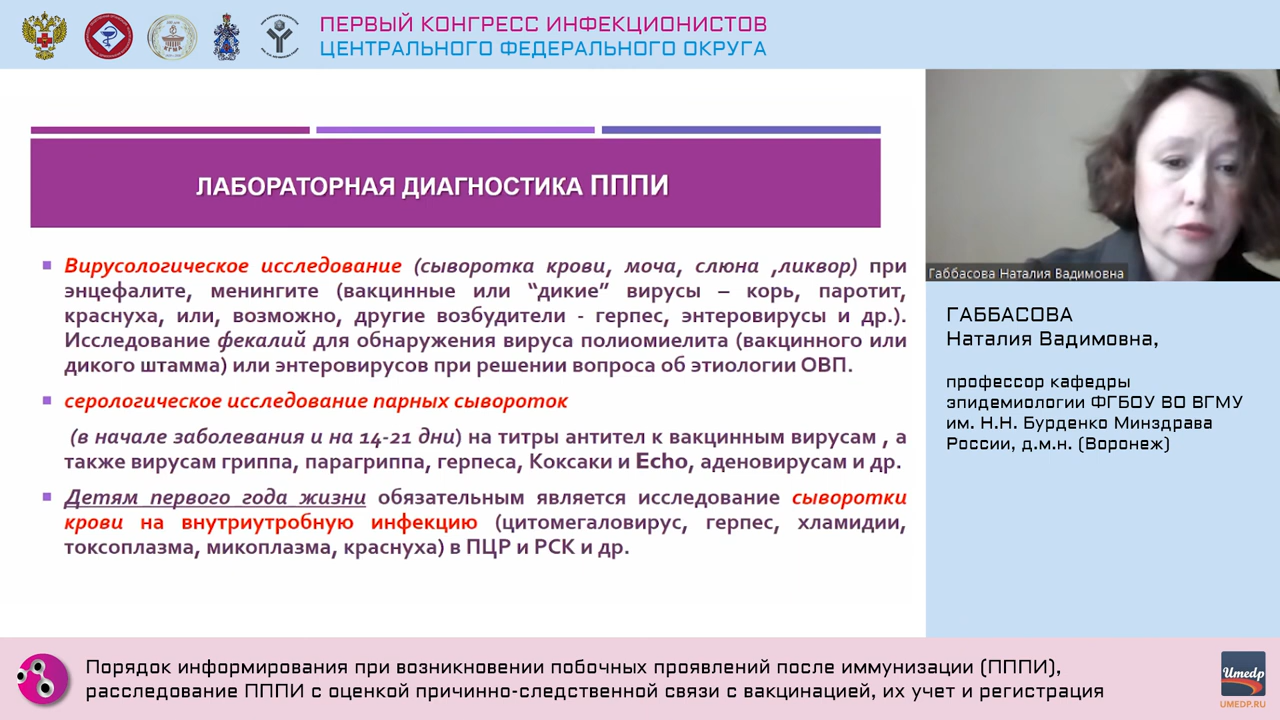 ПЕРВЫЙ КОНГРЕСС ИНФЕКЦИОНИСТОВ
ЦЕНТРАЛЬНОГО ФЕДЕРАЛЬНОГО ОКРУГА
ЛАБОРАТОРНАЯ ДИАГНОСТИКА ПППИ
Вирусологическое исследование (сыворотка крови, моча, слюна ,ликвор) при
энцефалите, менингите (вакцинные или “дикие” вирусы – корь, паротит,
краснуха, или, возможно, другие возбудители - герпес, энтеровирусы и др.).
Исследование фекалий для обнаружения вируса полиомиелита (вакцинного или
дикого штамма) или энтеровирусов при решении вопроса об этиологии ОВП.
серологическое исследование парных сывороток
(в начале заболевания и на 14-21 дни) на титры антител к вакцинным вирусам , а
также вирусам гриппа, парагриппа, герпеса, Коксаки и Echo, аденовирусам и др.
Детям первого года жизни обязательным является исследование сыворотки
крови на внутриутробную инфекцию (цитомегаловирус, герпес, хламидии,
токсоплазма, микоплазма, краснуха) в ПЦР и РСК и др.
Габбасова Наталия Вадимовна
ГАББАСОВА
Наталия Вадимовна,
профессор кафедры
эпидемиологии ФГБОУ ВО ВГМУ
им. Н.Н. Бурденко Минздрава
России, д.м.н. (Воронеж)
Порядок информирования при возникновении побочных проявлений после иммунизации (ПППИ),
расследование ПППИ с оценкой причинно-следственной связи с вакцинацией, их учет и регистрация
Umedp
UMEDP.RU